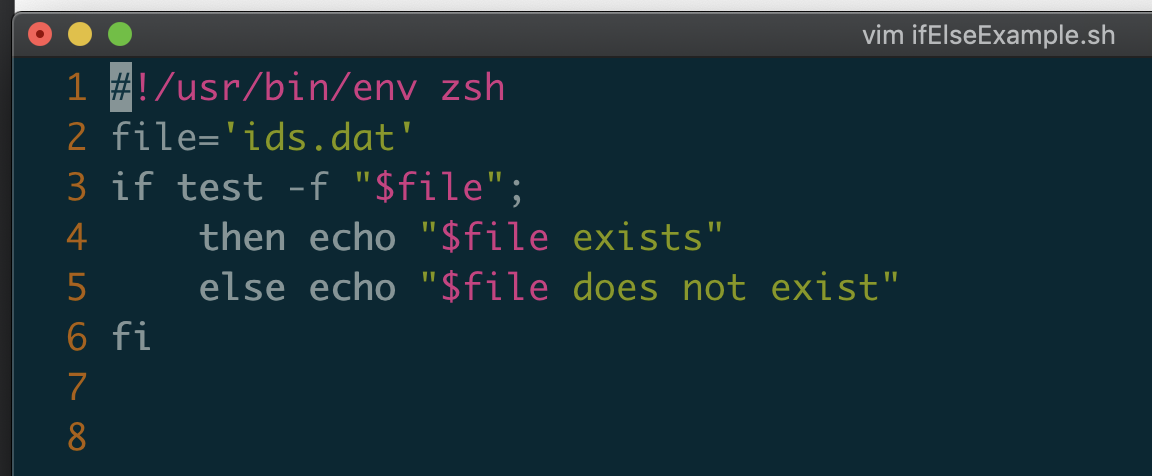 vim ifElseExample.sh
1 #!/usr/bin/env zsh
2 file='ids.dat'
3 if test -f "$file";
4     then echo "$file exists"
5     else echo "$file does not exist"
6 fi
7
8